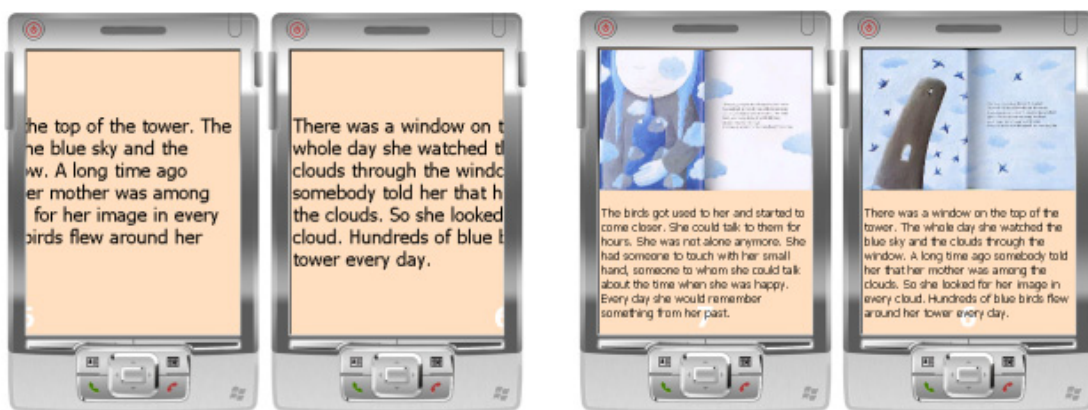 the top of the tower. The
he blue sky and the
ow. A long time ago
er mother was among
for her image in every
birds flew around her
5
There was a window on t
whole day she watched th
clouds through the windo
somebody told her that h
the clouds. So she looked
cloud. Hundreds of blue b
tower every day.
6
The birds got used to her and started to
come closer. She could talk to them for
hours. She was not alone anymore. She
had someone to touch with her small
hand, someone to whom she could talk
about the time when she was happy.
Every day she would remember
something from her past.
7
There was a window on the top of the
tower. The whole day she watched the
blue sky and the clouds through the
window. A long time ago somebody told
her that her mother was among the
clouds. So she looked for her image in
every cloud. Hundreds of blue birds flew
around her tower every day.
6